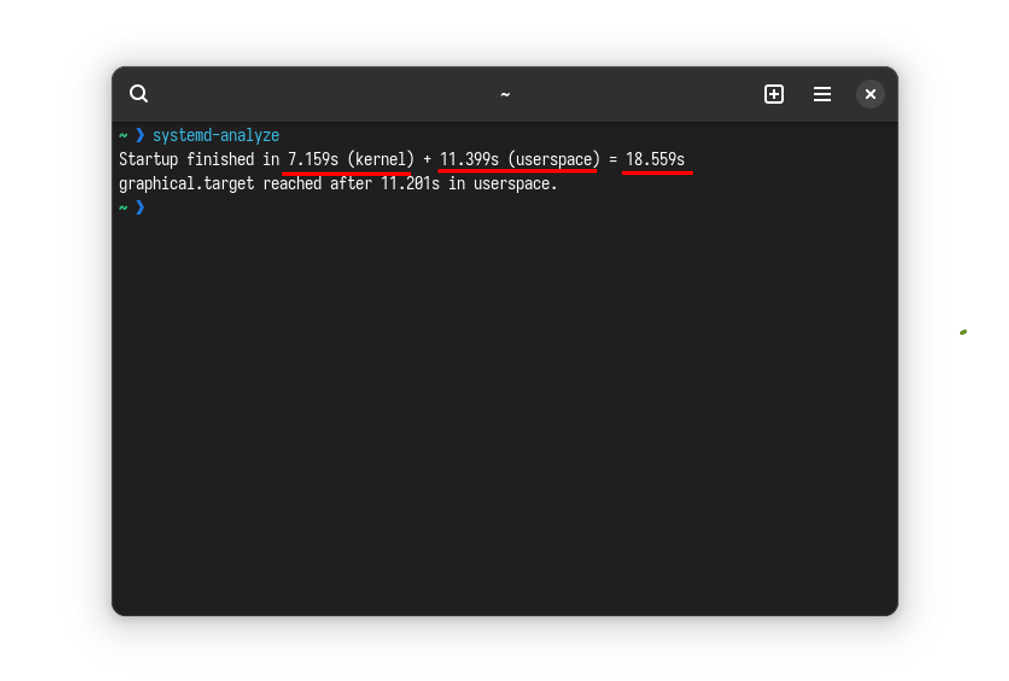 ~
~ ❯ systemd-analyze
Startup finished in 7.159s (kernel) + 11.399s (userspace) = 18.559s
graphical.target reached after 11.201s in userspace.
~ ❯